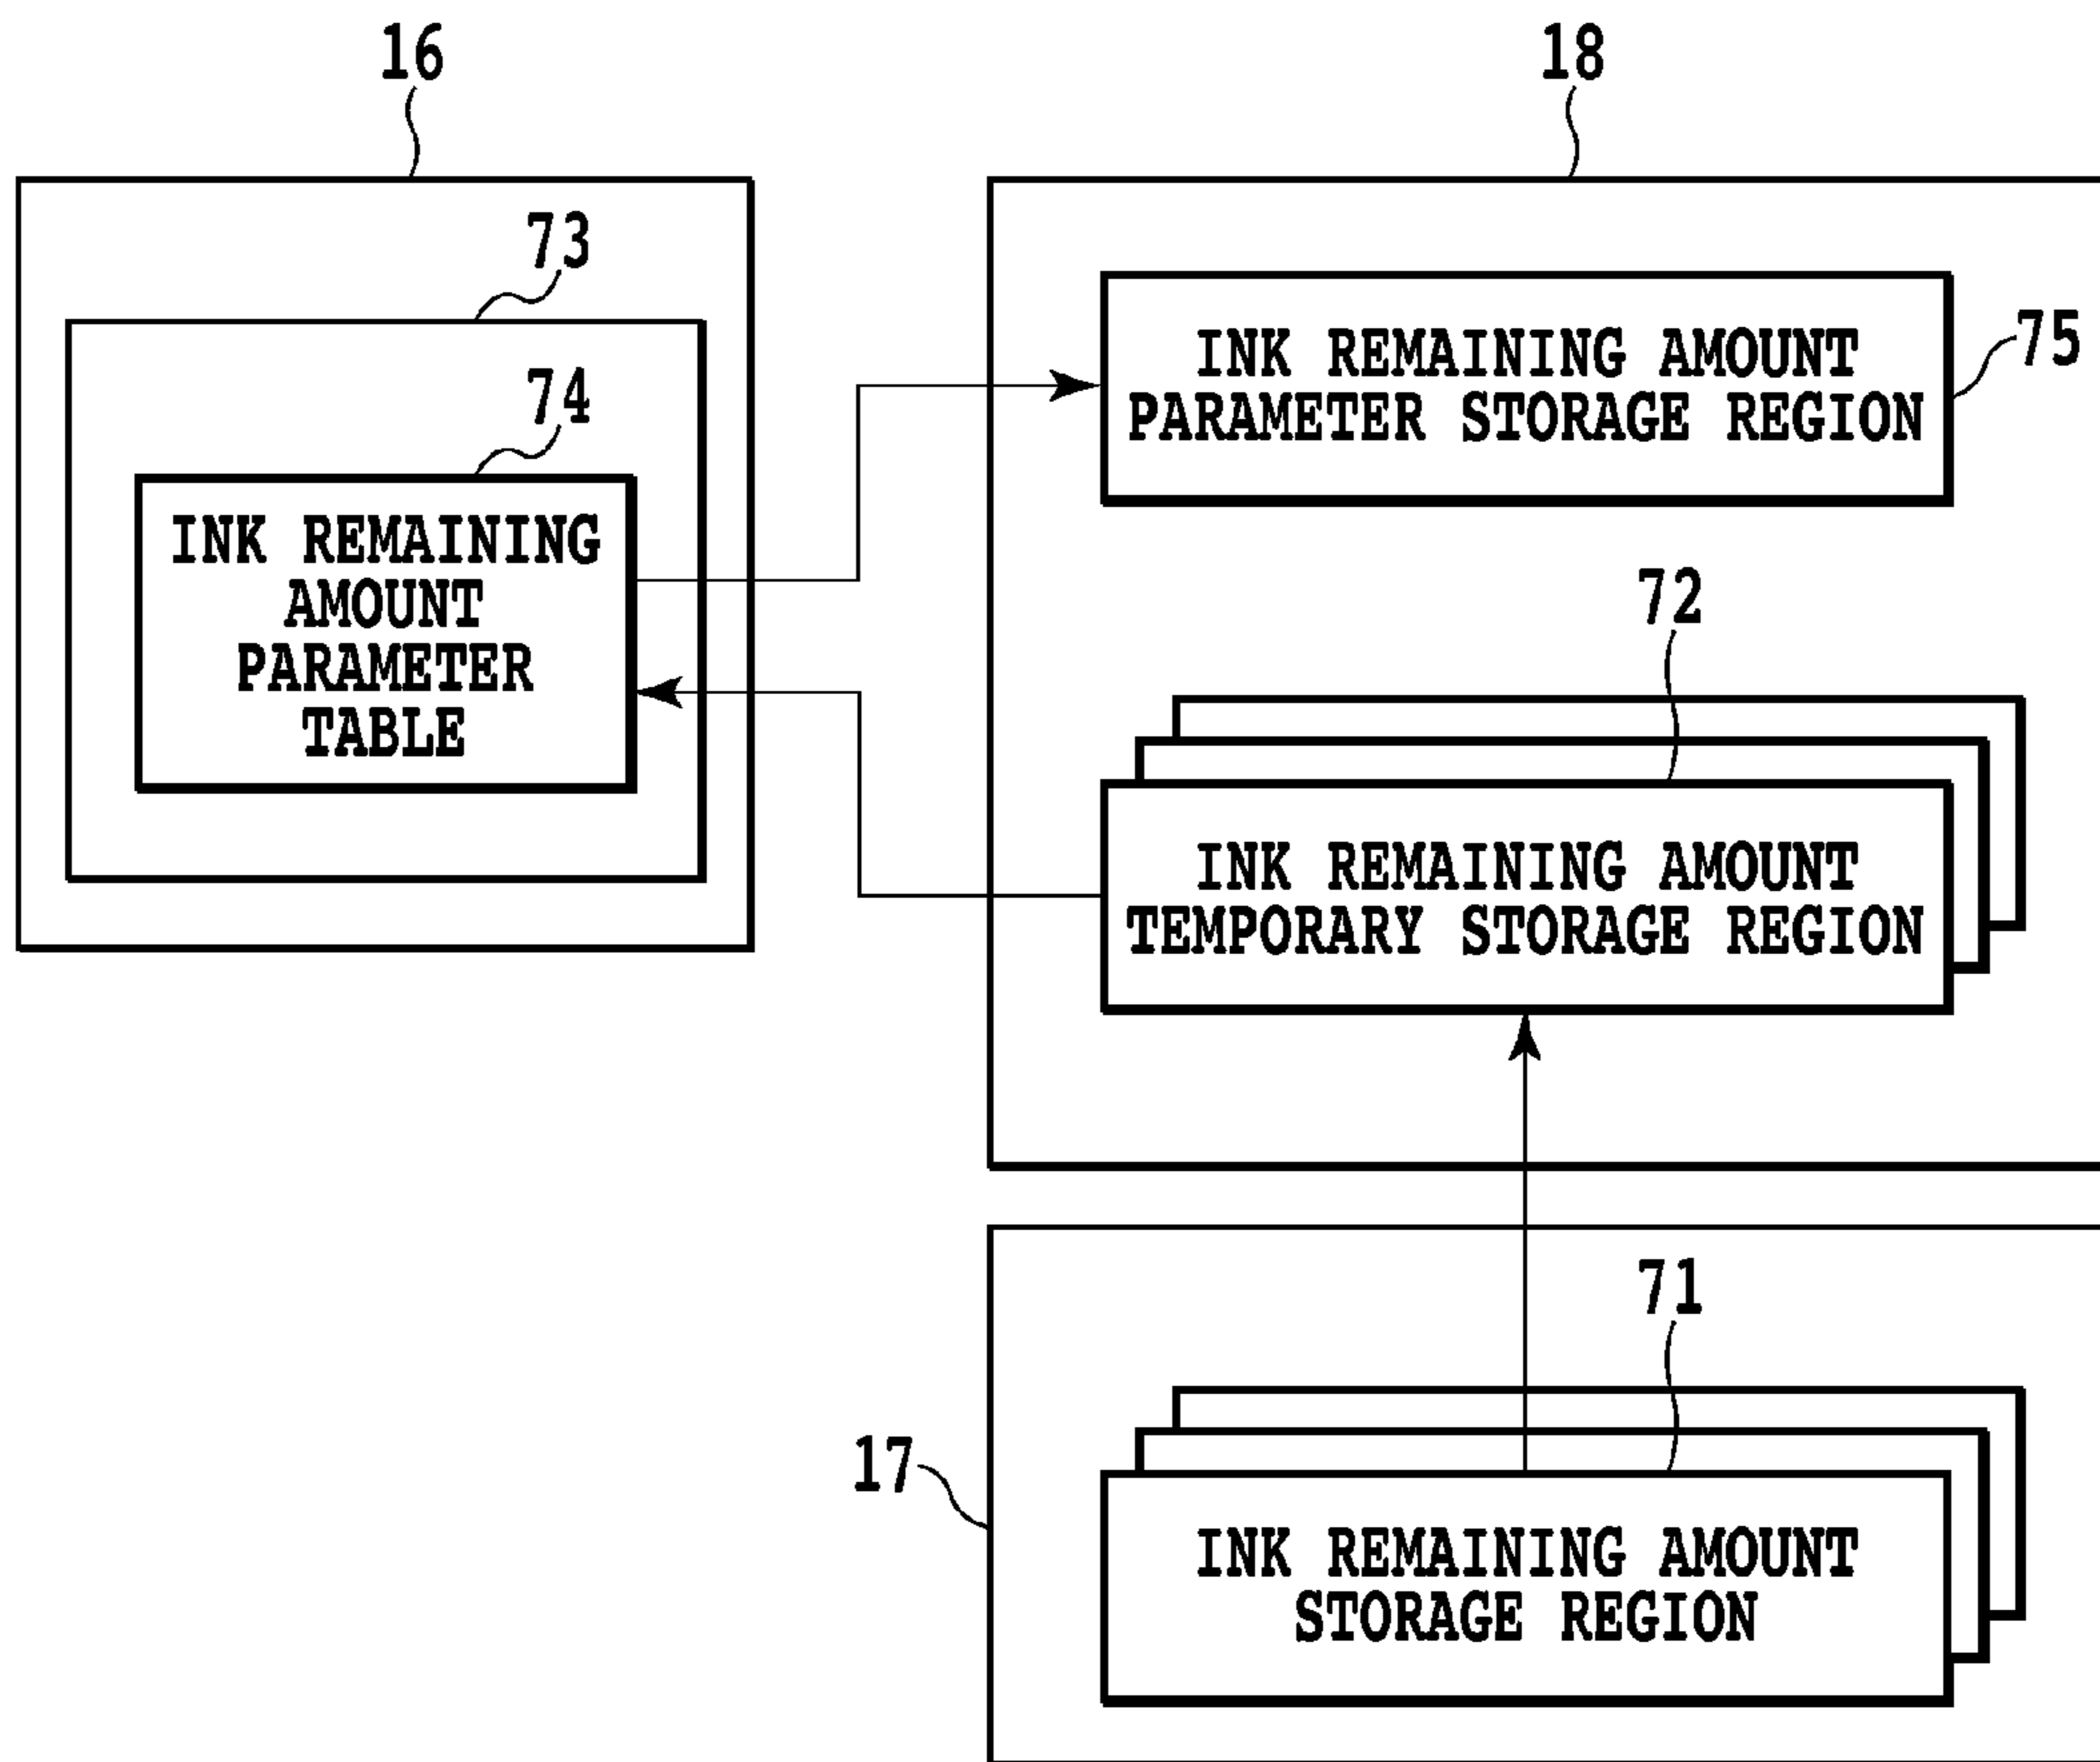 16
18
73
74
INK REMAINING
AMOUNT
PARAMETER
TABLE
INK REMAINING AMOUNT
PARAMETER STORAGE REGION
75
72
INK REMAINING AMOUNT
TEMPORARY STORAGE REGION
71
17
INK REMAINING AMOUNT
STORAGE REGION